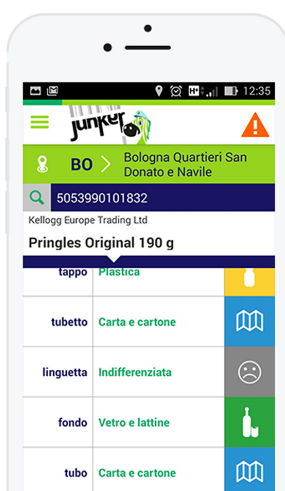 12:35
junker
BO
Bologna Quartieri San
Donato e Navile
5053990101832
Kellogg Europe Trading Ltd
Pringles Original 190 g
tappo Plastica
tubetto Carta e cartone
linguetta Indifferenziata
fondo Vetro e lattine
tubo Carta e cartone